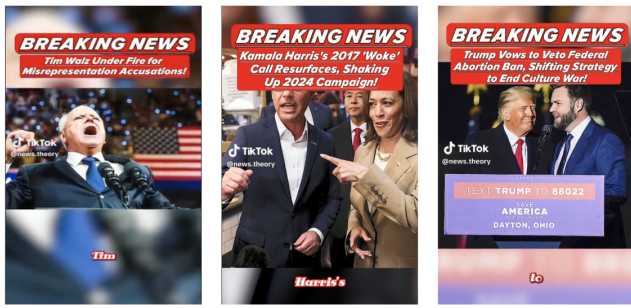 BREAKING NEWS
Tim Walz Under Fire for
Misrepresentation Accusations!
TikTok
@news.theory
Tim
BREAKING NEWS
Kamala Harris's 2017 'Woke'
Call Resurfaces, Shaking
Up 2024 Campaign!
TikTok
@news.theory
Harris's
BREAKING NEWS
Trump Vows to Veto Federal
Abortion Ban, Shifting Strategy
to End Culture War!
TikTok
@news.theory
TEXT TRUMP TO 88022
SAVE
AMERICA
DAYTON, OHIO
to